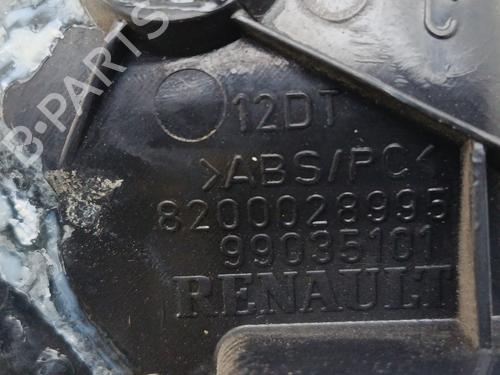 B-PARTS
12DT
>ABS/PC<
8200028995
99035101
RENAULT